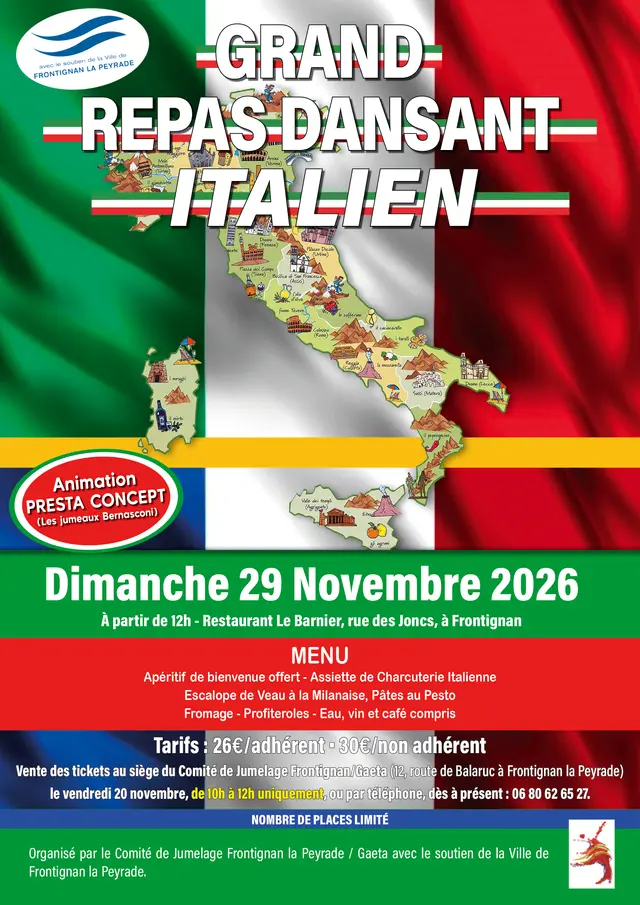 avec le soutien de la Ville de
FRONTIGNAN LA PEYRADE
GRAND
REPAS DANSANT
ITALIEN
Animation
PRESTA CONCEPT
(Les jumeaux Bernasconi)
Dimanche 29 Novembre 2026
À partir de 12h - Restaurant Le Barnier, rue des Joncs, à Frontignan
MENU
Apéritif de bienvenue offert - Assiette de Charcuterie Italienne
Escalope de Veau à la Milanaise, Pâtes au Pesto
Fromage - Profiteroles - Eau, vin et café compris
Tarifs : 26€/adhérent - 30€/non adhérent
Vente des tickets au siège du Comité de Jumelage Frontignan/Gaeta (12, route de Balaruc à Frontignan la Peyrade)
le vendredi 20 novembre, de 10h à 12h uniquement, ou par téléphone, dès à présent : 06 80 62 65 27.
NOMBRE DE PLACES LIMITÉ
Organisé par le Comité de Jumelage Frontignan la Peyrade / Gaeta avec le soutien de la Ville de
Frontignan la Peyrade.